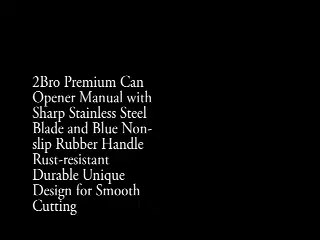 2Bro Premium Can
Opener Manual with
Sharp Stainless Steel
Blade and Blue Non-
slip Rubber Handle
Rust-resistant
Durable Unique
Design for Smooth
Cutting